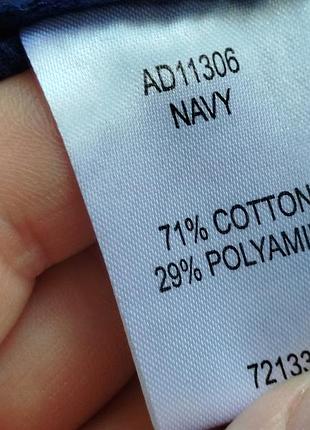 AD11306
NAVY
71% COTTON
29% POLYAMI
72133